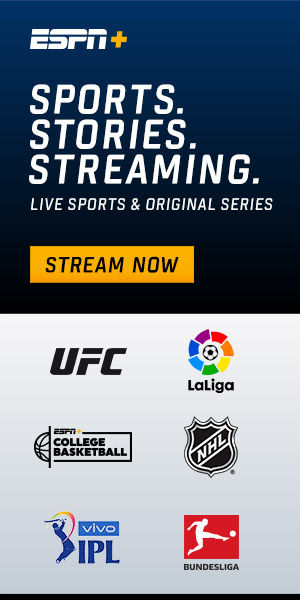 ESPN+
SPORTS.
STORIES.
STREAMING.
LIVE SPORTS & ORIGINAL SERIES
STREAM NOW
UFC
LaLiga
ESPN+
COLLEGE
BASKETBALL
NHL
vivo
IPL
BUNDESLIGA